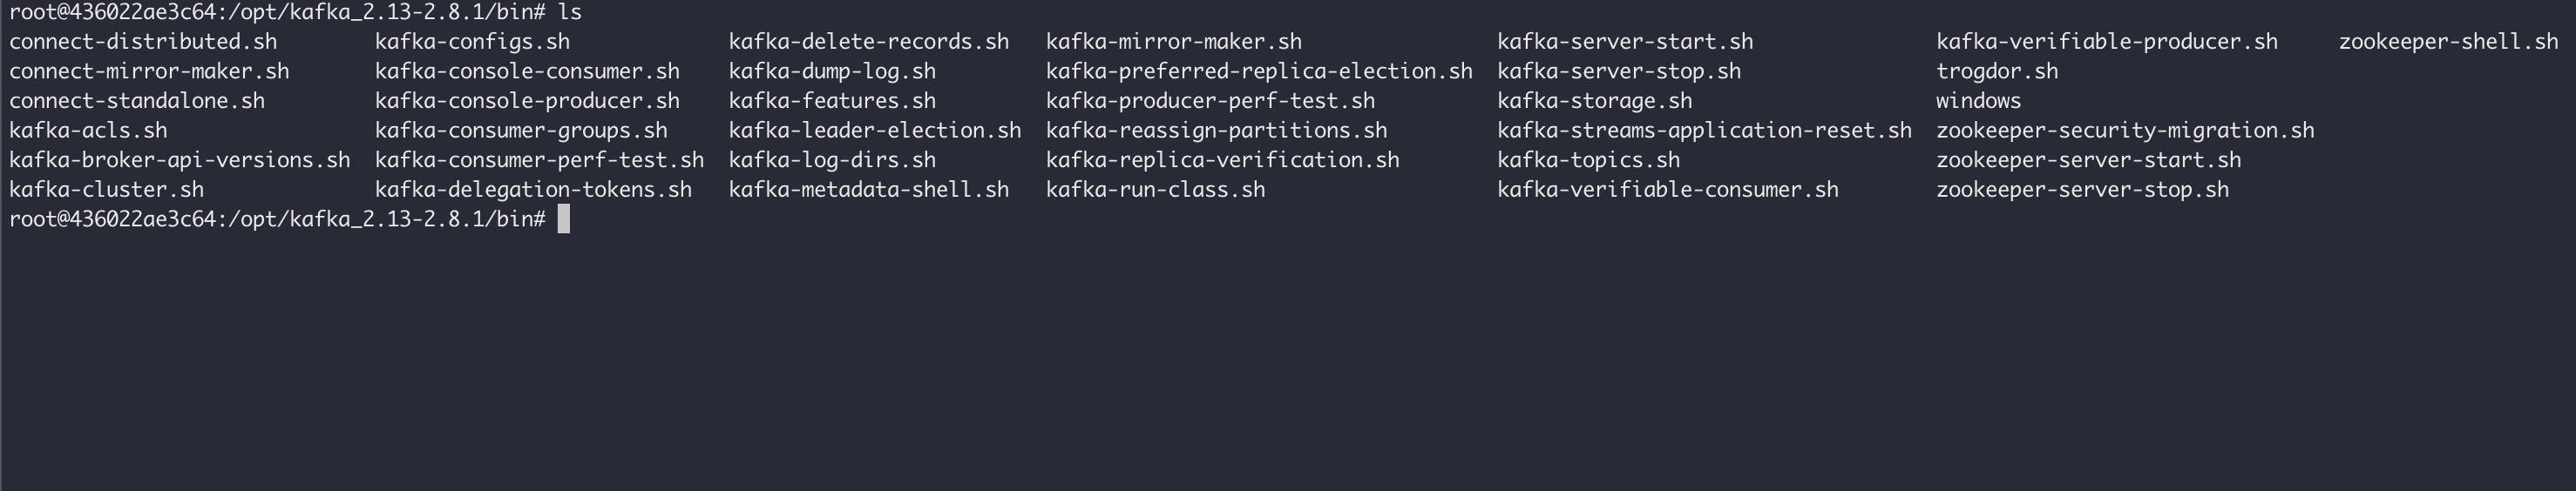 root@436022ae3c64:/opt/kafka_2.13-2.8.1/bin# ls
connect-distributed.sh kafka-configs.sh kafka-delete-records.sh kafka-mirror-maker.sh kafka-server-start.sh kafka-verifiable-producer.sh zookeeper-shell.sh
connect-mirror-maker.sh kafka-console-consumer.sh kafka-dump-log.sh kafka-preferred-replica-election.sh kafka-server-stop.sh trogdor.sh
connect-standalone.sh kafka-console-producer.sh kafka-features.sh kafka-producer-perf-test.sh kafka-storage.sh windows
kafka-acls.sh kafka-consumer-groups.sh kafka-leader-election.sh kafka-reassign-partitions.sh kafka-streams-application-reset.sh zookeeper-security-migration.sh
kafka-broker-api-versions.sh kafka-consumer-perf-test.sh kafka-log-dirs.sh kafka-replica-verification.sh kafka-topics.sh zookeeper-server-start.sh
kafka-cluster.sh kafka-delegation-tokens.sh kafka-metadata-shell.sh kafka-run-class.sh kafka-verifiable-consumer.sh zookeeper-server-stop.sh
root@436022ae3c64:/opt/kafka_2.13-2.8.1/bin#